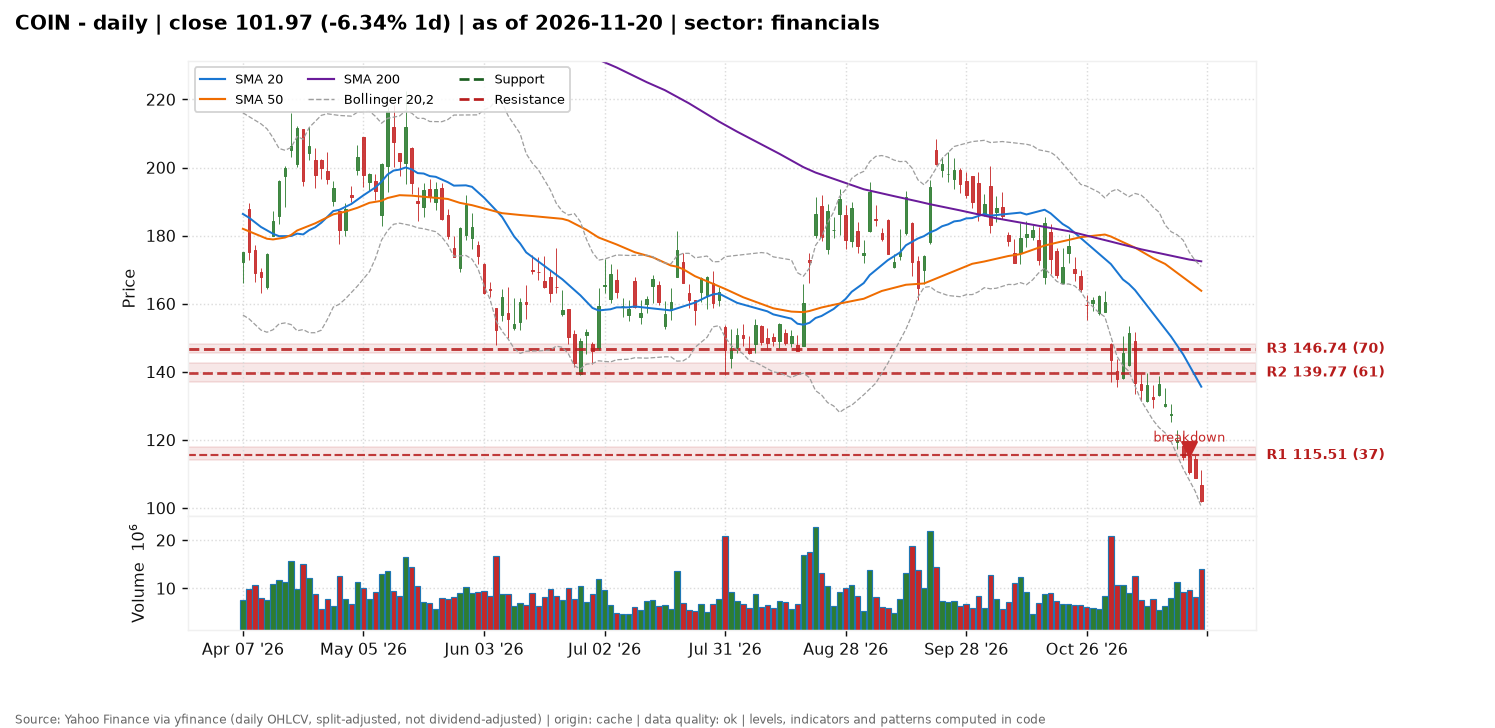 COIN - daily | close 101.97 (-6.34% 1d) | as of 2026-11-20 | sector: financials
SMA 20
SMA 50
SMA 200
Bollinger 20,2
Support
Resistance
Price
220
200
180
160
140
120
100
R3 146.74 (70)
R2 139.77 (61)
breakdown
R1 115.51 (37)
Volume 10^6
20
10
Apr 07 '26
May 05 '26
Jun 03 '26
Jul 02 '26
Jul 31 '26
Aug 28 '26
Sep 28 '26
Oct 26 '26
Source: Yahoo Finance via yfinance (daily OHLCV, split-adjusted, not dividend-adjusted) | origin: cache | data quality: ok | levels, indicators and patterns computed in code